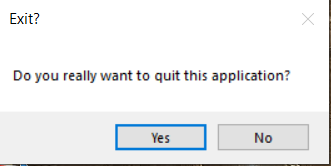 Exit?
Do you really want to quit this application?
Yes
No